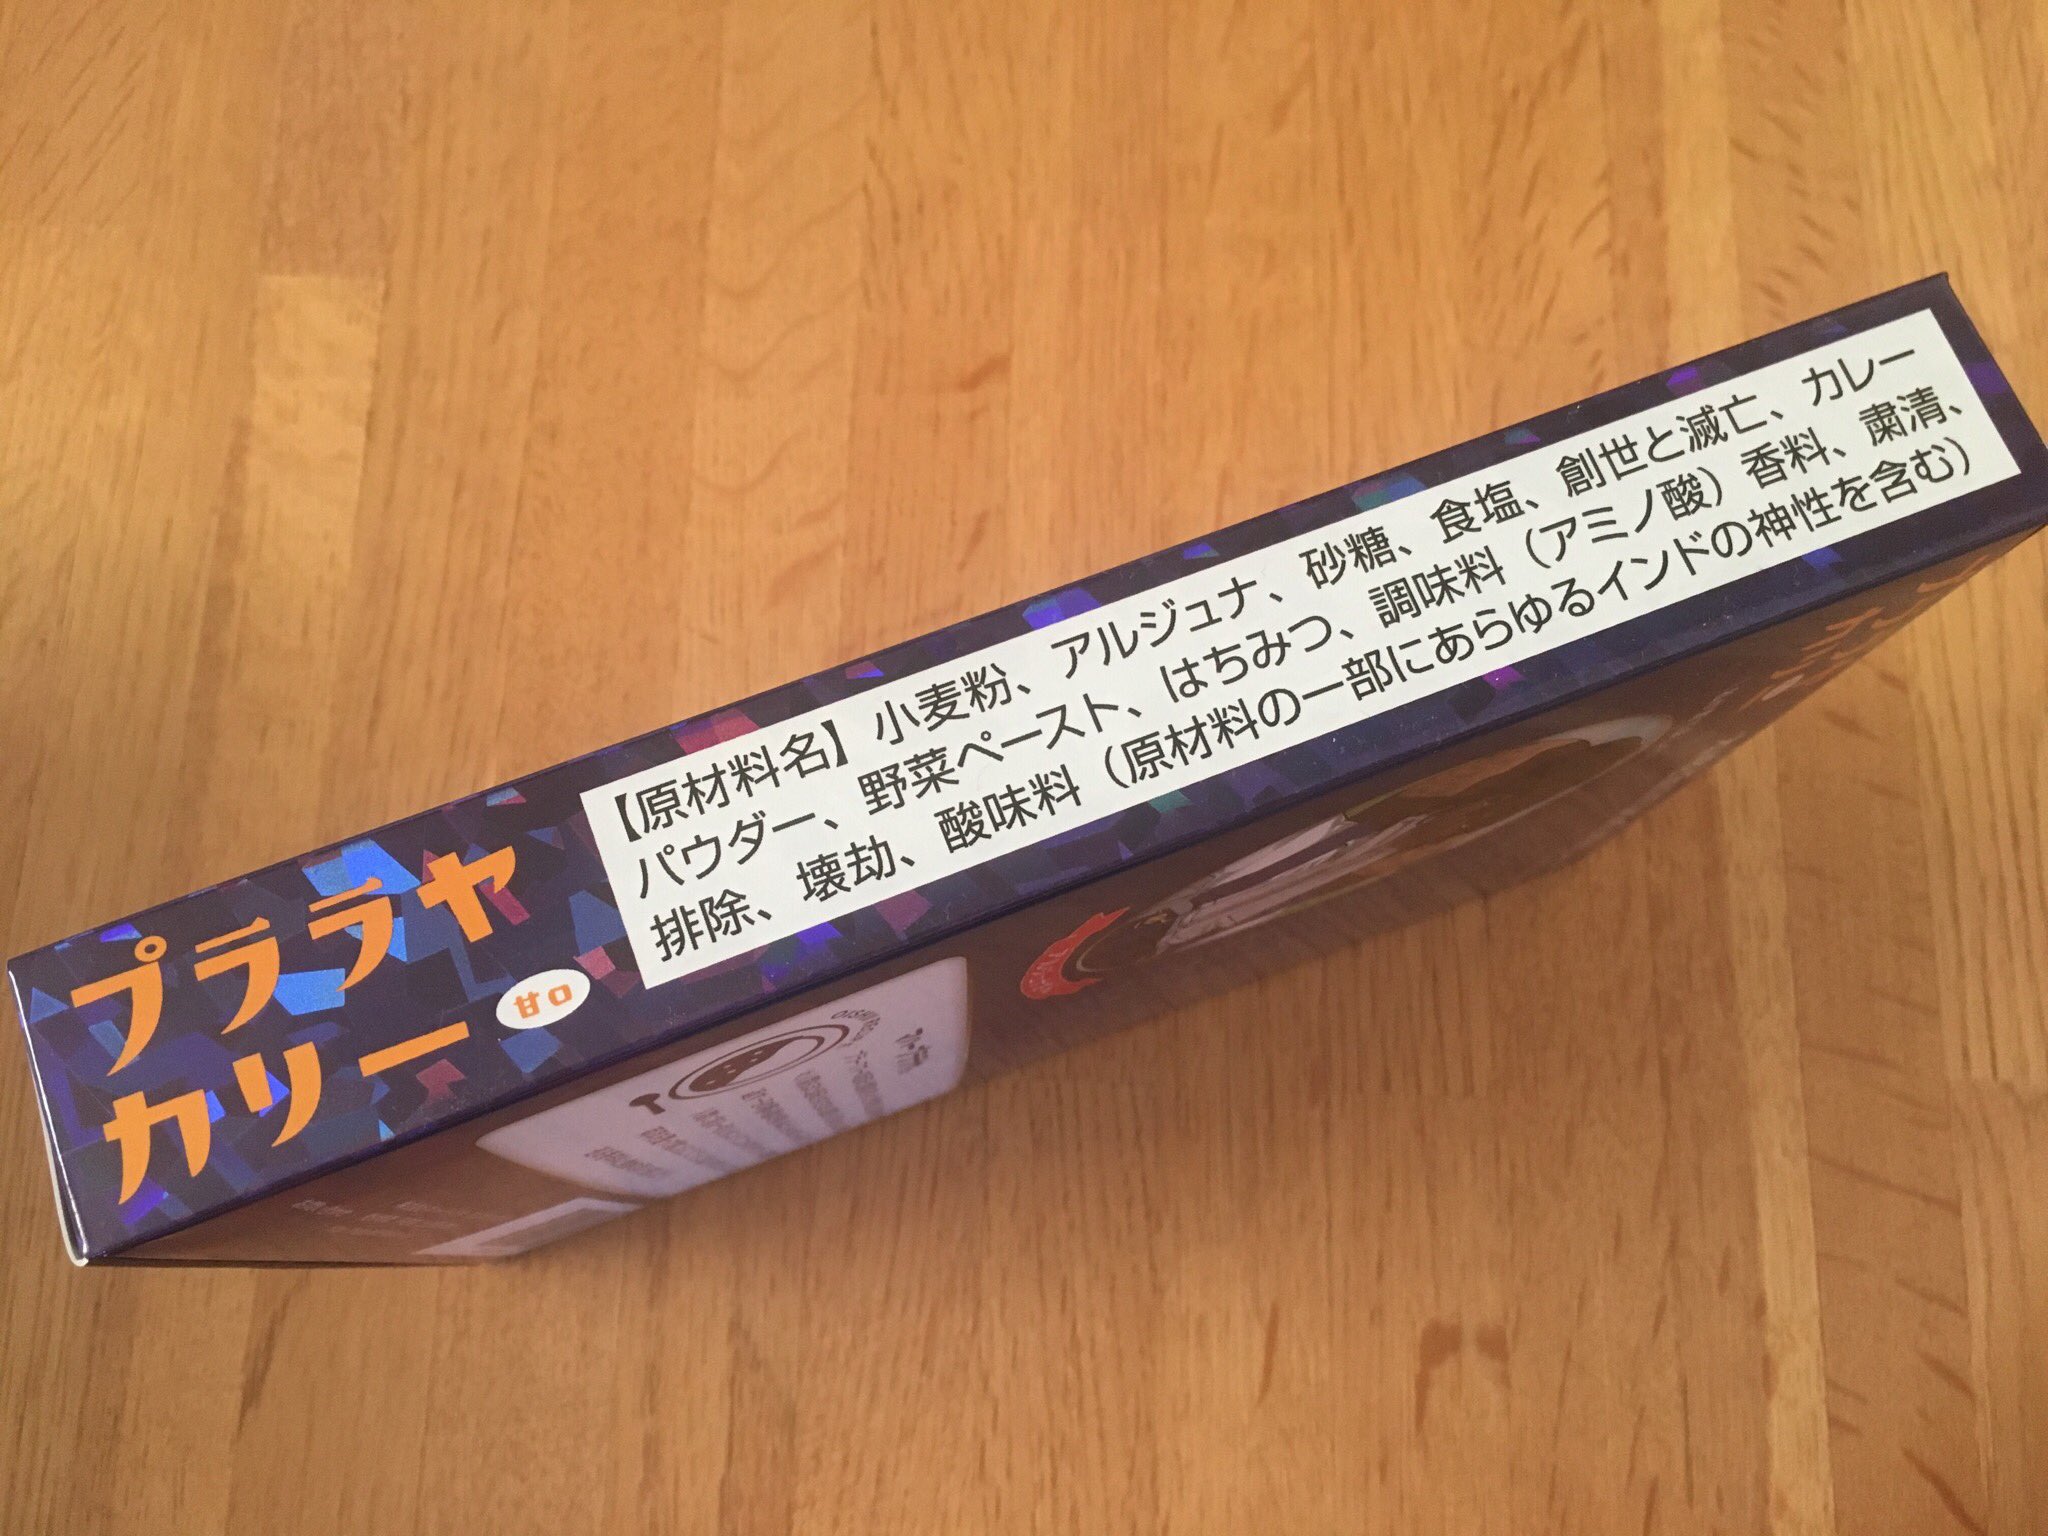 プララヤ
カリー
甘口
【原材料名】小麦粉、アルジュナ、砂糖、食塩、創世と滅亡、カレー
パウダー、野菜ペースト、はちみつ、調味料（アミノ酸）香料、粛清、
排除、壊劫、酸味料（原材料の一部にあらゆるインドの神性を含む）